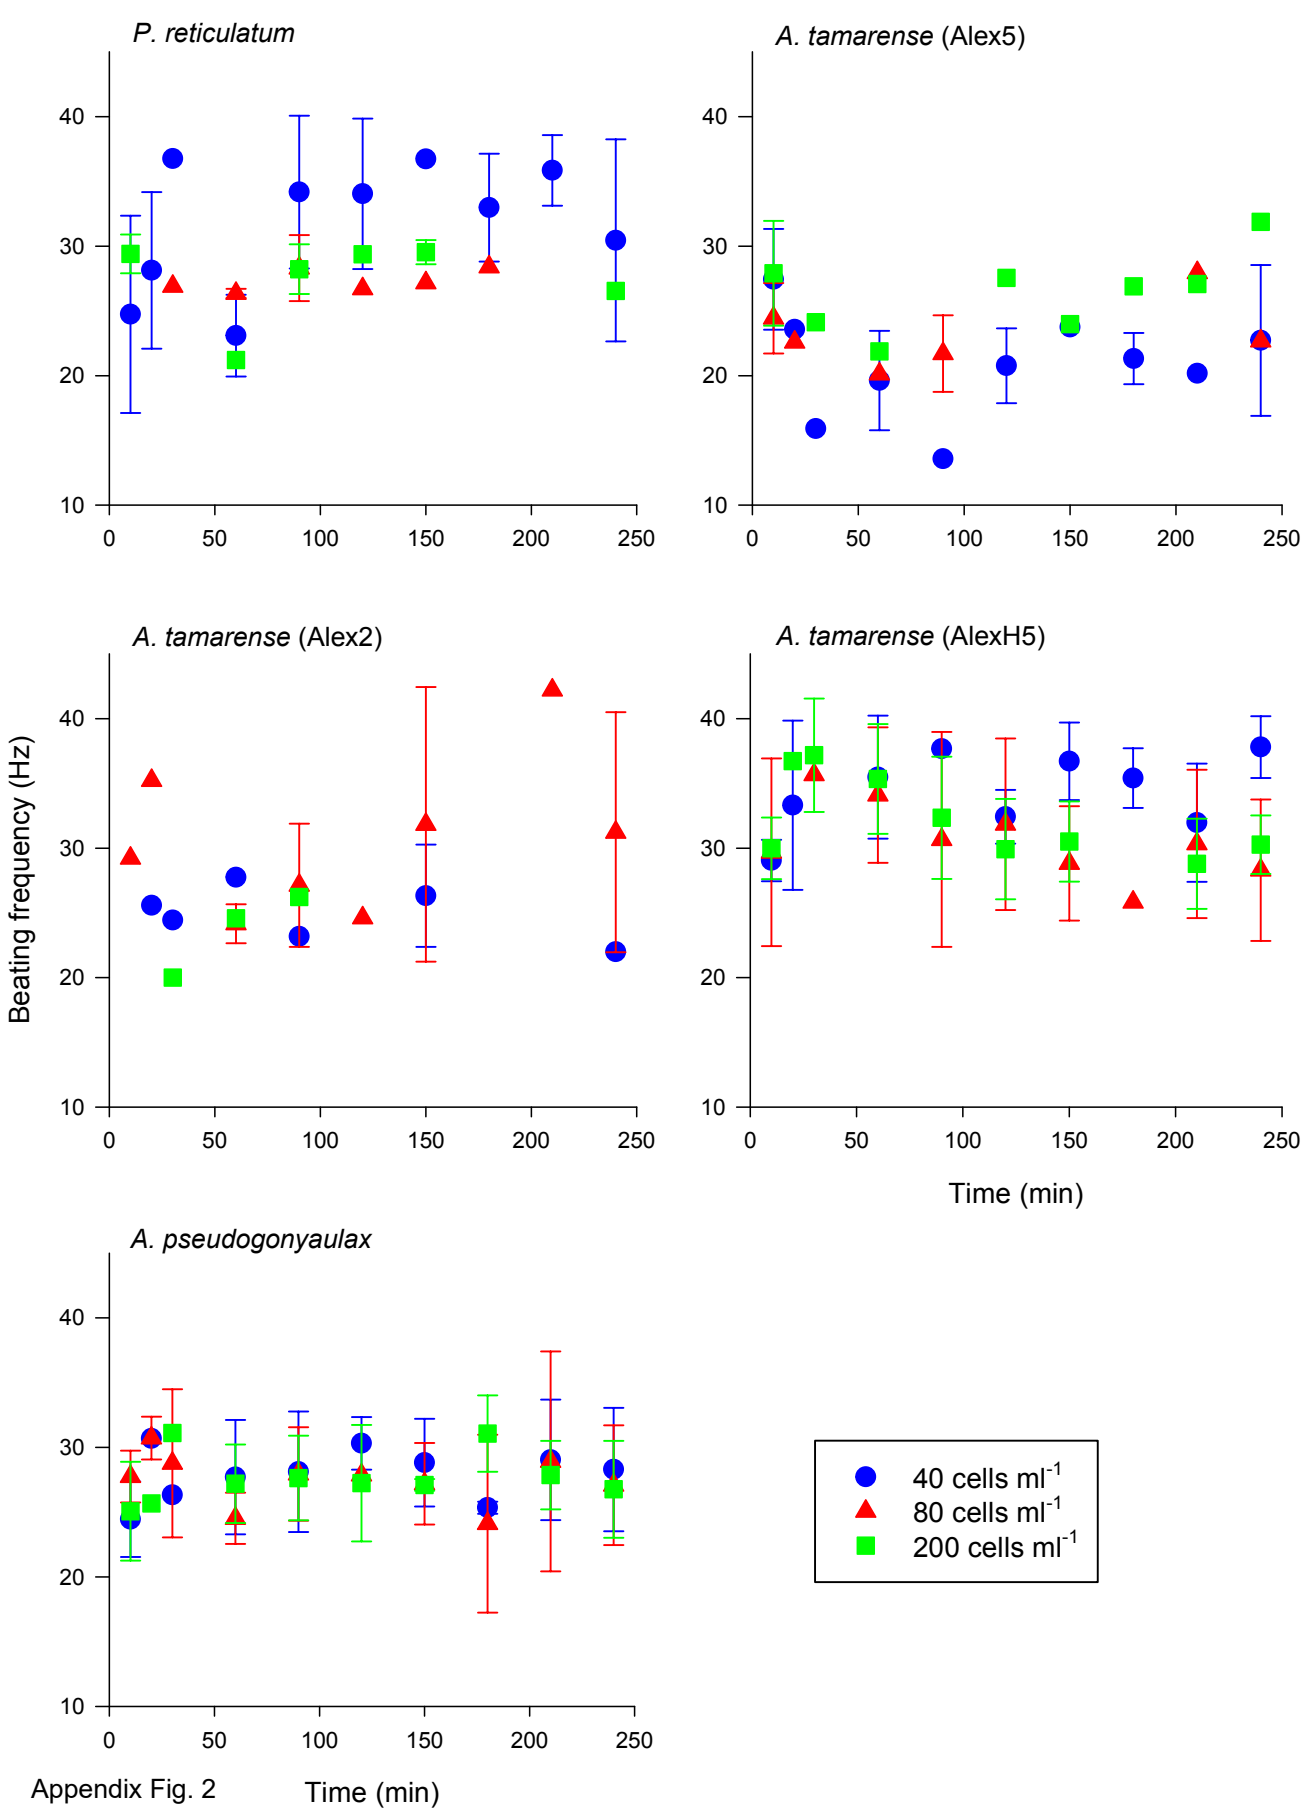 P. reticulatum
40
30
20
10
0 50 100 150 200 250
A. tamarense (Alex5)
40
30
20
10
0 50 100 150 200 250
Beating frequency (Hz)
A. tamarense (Alex2)
40
30
20
10
0 50 100 150 200 250
A. tamarense (AlexH5)
40
30
20
10
0 50 100 150 200 250
Time (min)
A. pseudogonyaulax
40
30
20
10
0 50 100 150 200 250
Time (min)
40 cells ml⁻¹
80 cells ml⁻¹
200 cells ml⁻¹
Appendix Fig. 2